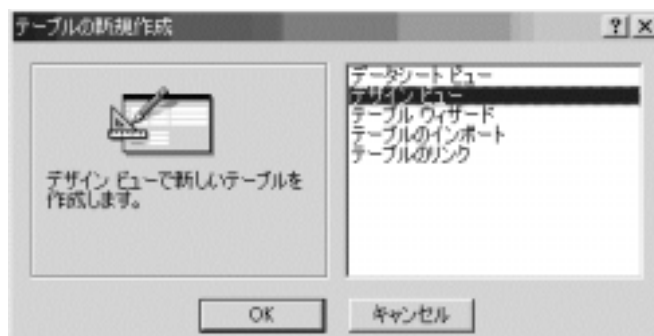 テーブルの新規作成
データシート ビュー
デザイン ビュー
テーブル ウィザード
テーブルのインポート
テーブルのリンク
デザイン ビューで新しいテーブルを
作成します。
OK
キャンセル